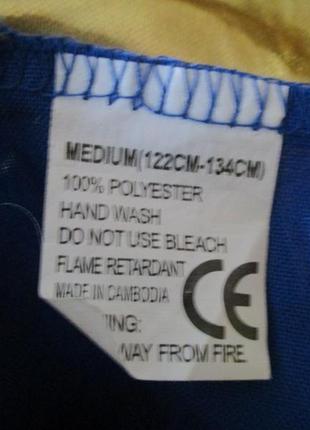 MEDIUM(122CM-134CM)
100% POLYESTER
HAND WASH
DO NOT USE BLEACH
FLAME RETARDANT
MADE IN CAMBODIA
CE
NING:
WAY FROM FIRE.